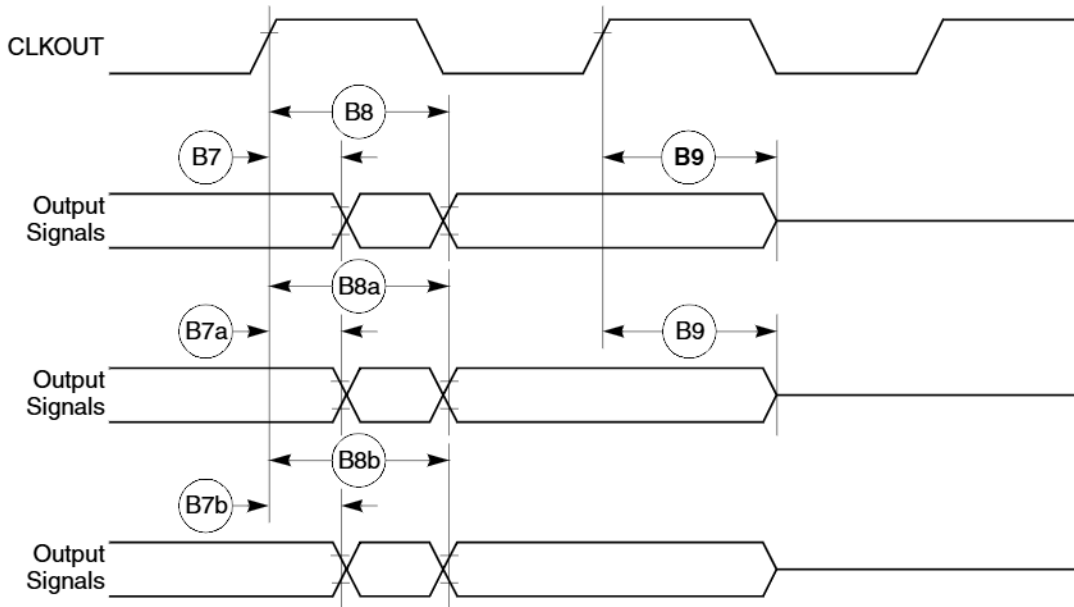 CLKOUT
B8
B7
B9
Output
Signals
B8a
B7a
B9
Output
Signals
B8b
B7b
Output
Signals